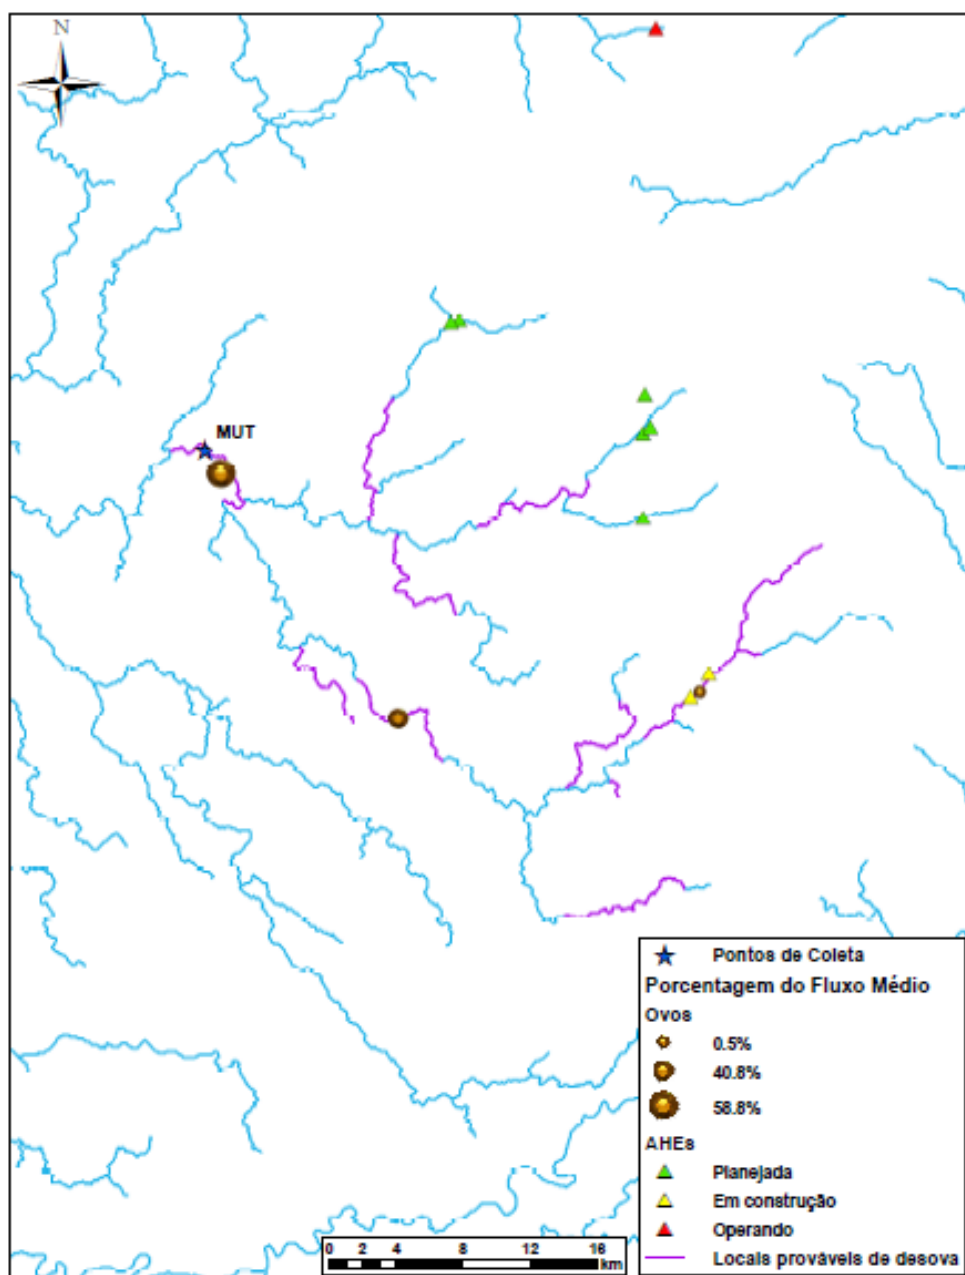 N
MUT
Pontos de Coleta
Porcentagem do Fluxo Médio
Ovos
0.5%
40.8%
58.8%
AHEs
Planejada
Em construção
Operando
Locais prováveis de desova
0 2 4 8 12 16
km